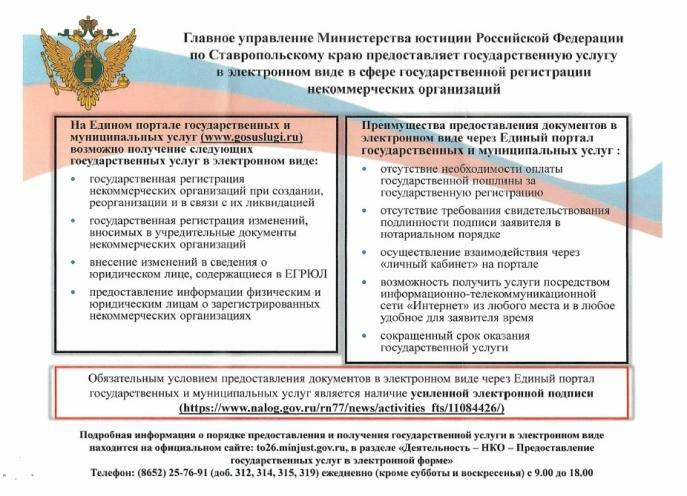 Главное управление Министерства юстиции Российской Федерации
по Ставропольскому краю предоставляет государственную услугу
в электронном виде в сфере государственной регистрации
некоммерческих организаций
На Едином портале государственных и
муниципальных услуг (www.gosuslugi.ru)
возможно получение следующих
государственных услуг в электронном виде:
• государственная регистрация
некоммерческих организаций при создании,
реорганизации и в связи с их ликвидацией
• государственная регистрация изменений,
вносимых в учредительные документы
некоммерческих организаций
• внесение изменений в сведения о
юридическом лице, содержащиеся в ЕГРЮЛ
• предоставление информации физическим и
юридическим лицам о зарегистрированных
некоммерческих организациях
Преимущества предоставления документов в
электронном виде через Единый портал
государственных и муниципальных услуг :
• отсутствие необходимости оплаты
государственной пошлины за
государственную регистрацию
• отсутствие требования свидетельствования
подлинности подписи заявителя в
нотариальном порядке
• осуществление взаимодействия через
«личный кабинет» на портале
• возможность получить услуги посредством
информационно-телекоммуникационной
сети «Интернет» из любого места и в любое
удобное для заявителя время
• сокращенный срок оказания
государственной услуги
Обязательным условием предоставления документов в электронном виде через Единый портал
государственных и муниципальных услуг является наличие усиленной электронной подписи
(https://www.nalog.gov.ru/rn77/news/activities_fts/11084426/)
Подробная информация о порядке предоставления и получения государственной услуги в электронном виде
находится на официальном сайте: to26.minjust.gov.ru, в разделе «Деятельность – НКО – Предоставление
государственных услуг в электронной форме»
Телефон: (8652) 25-76-91 (доб. 312, 314, 315, 319) ежедневно (кроме субботы и воскресенья) с 9.00 до 18.00